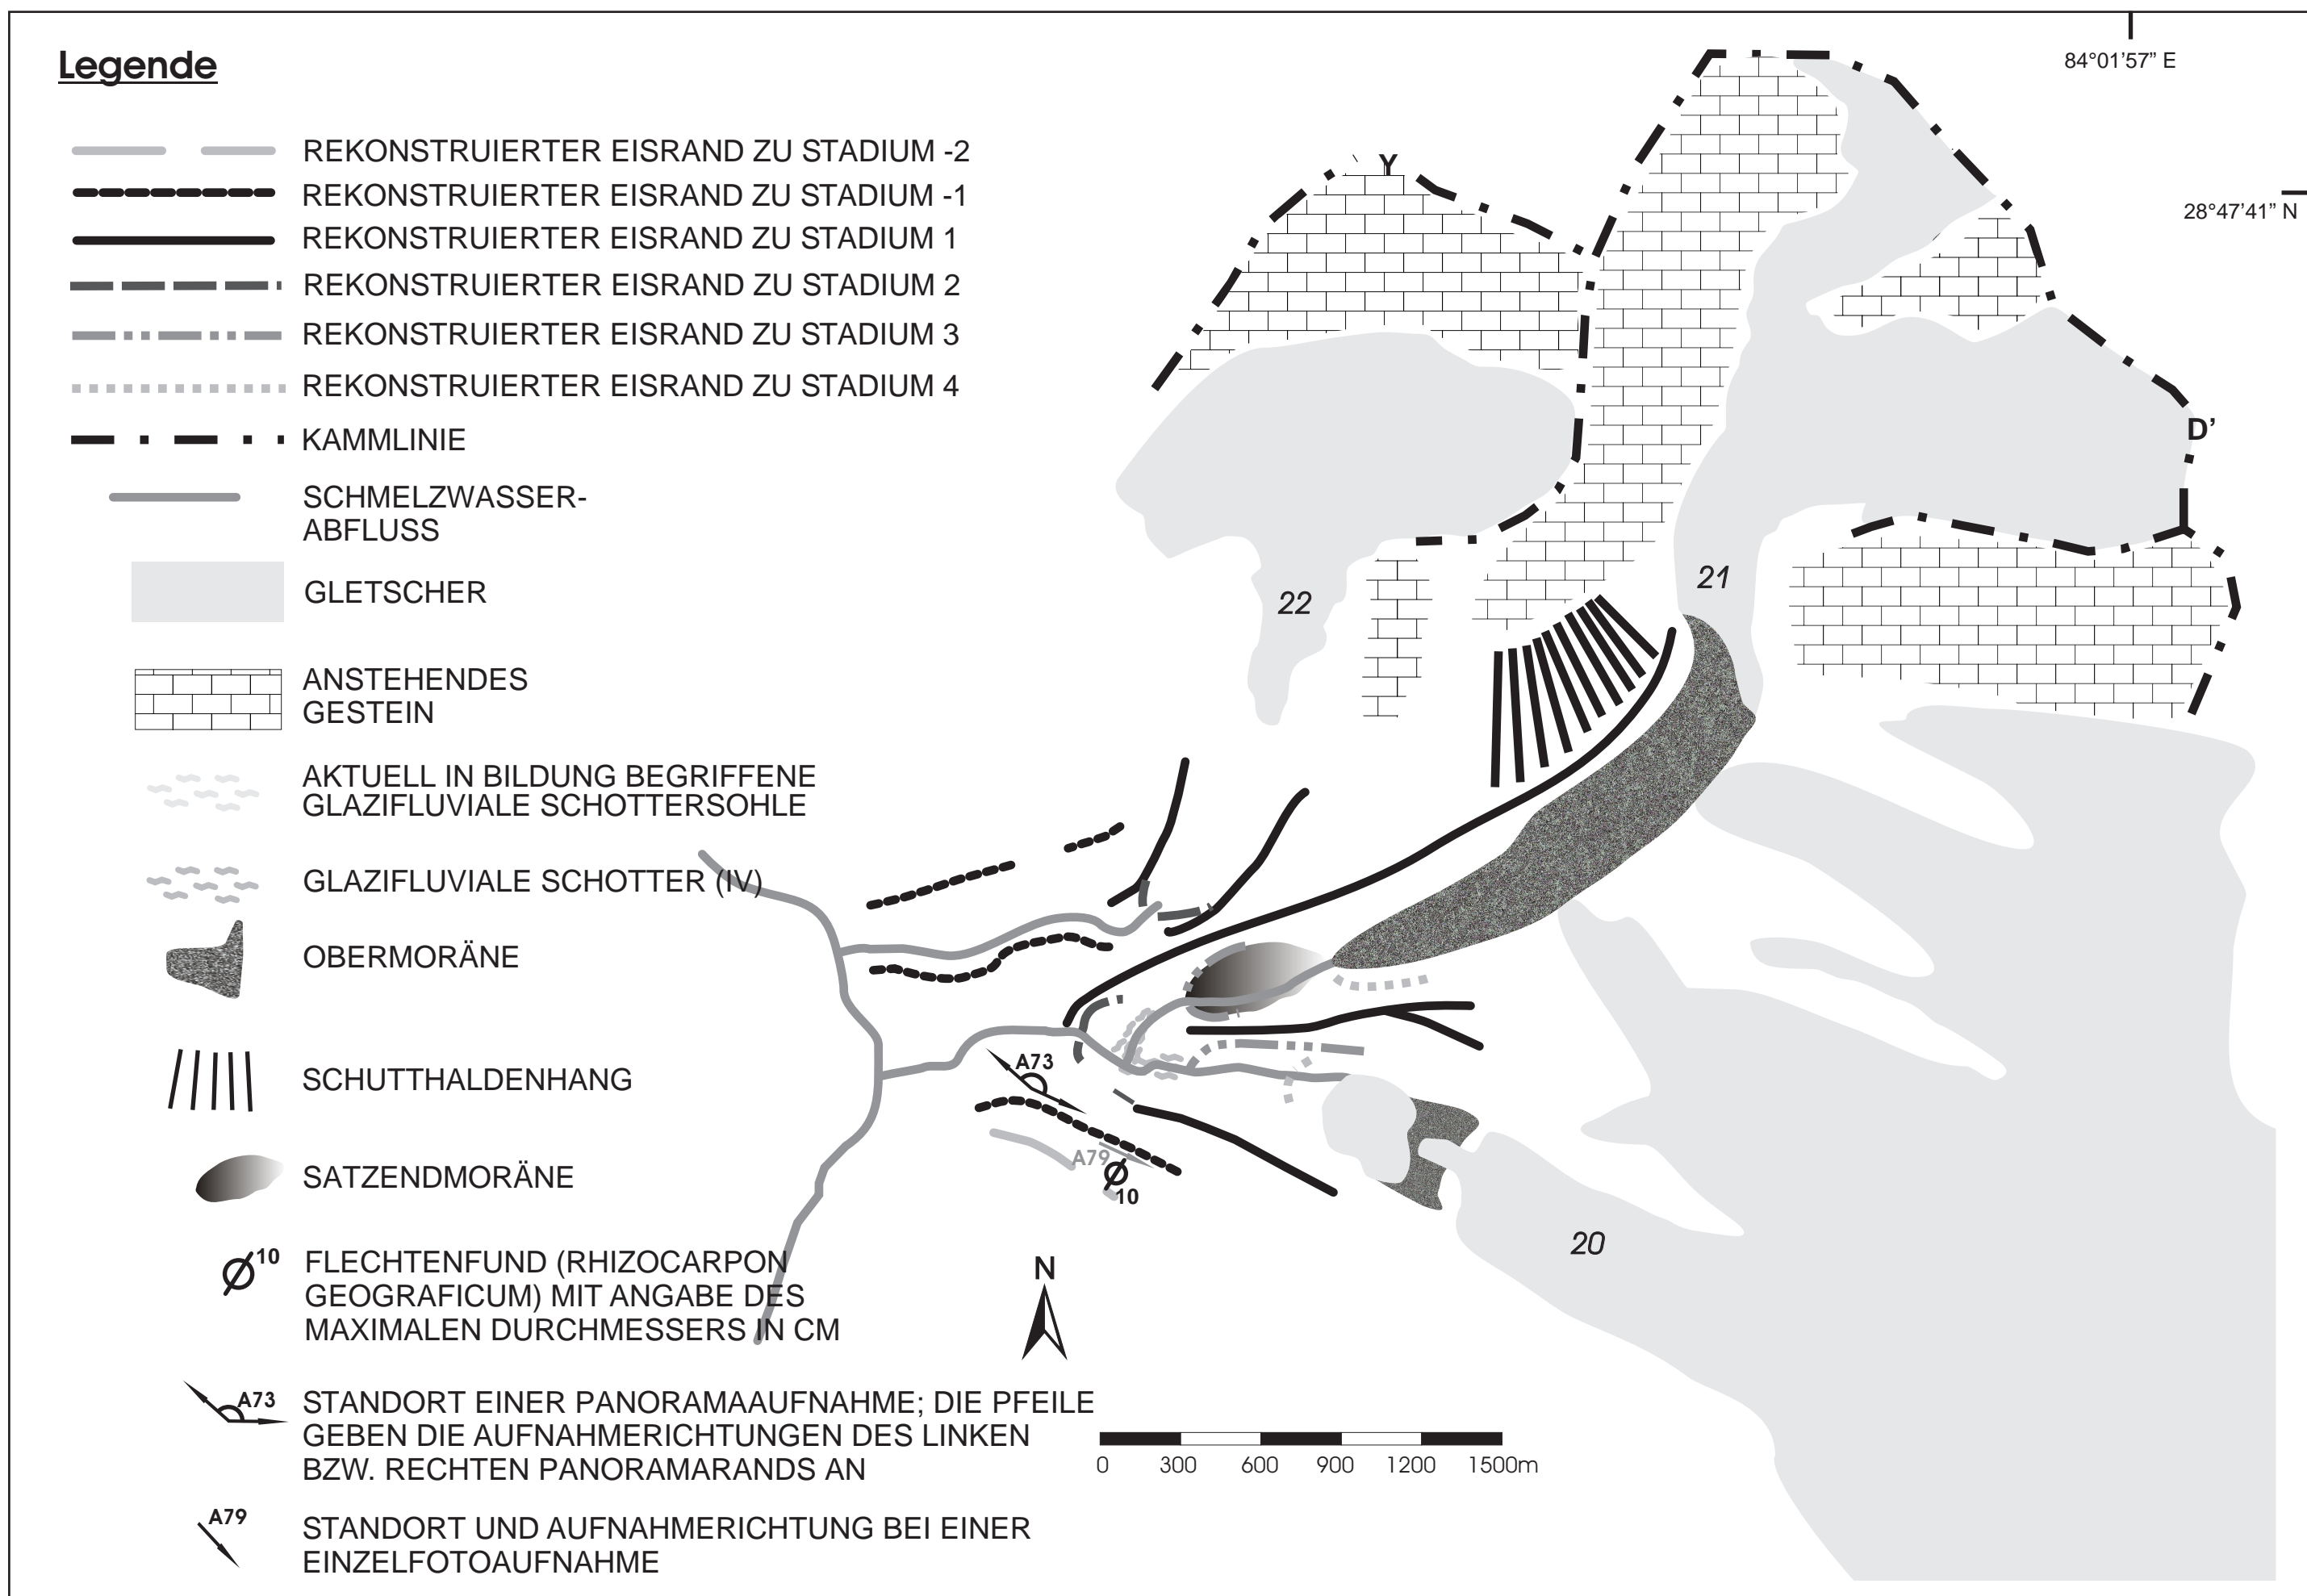 Legende
REKONSTRUIERTER EISRAND ZU STADIUM -2
REKONSTRUIERTER EISRAND ZU STADIUM -1
REKONSTRUIERTER EISRAND ZU STADIUM 1
REKONSTRUIERTER EISRAND ZU STADIUM 2
REKONSTRUIERTER EISRAND ZU STADIUM 3
REKONSTRUIERTER EISRAND ZU STADIUM 4
KAMMLINIE
SCHMELZWASSER-
ABFLUSS
GLETSCHER
ANSTEHENDES
GESTEIN
AKTUELL IN BILDUNG BEGRIFFENE
GLAZIFLUVIALE SCHOTTERSOHLE
GLAZIFLUVIALE SCHOTTER (IV)
OBERMORÄNE
SCHUTTHALDENHANG
SATZENDMORÄNE
10
FLECHTENFUND (RHIZOCARPON
GEOGRAFICUM) MIT ANGABE DES
MAXIMALEN DURCHMESSERS IN CM
A73
STANDORT EINER PANORAMAAUFNAHME; DIE PFEILE
GEBEN DIE AUFNAHMERICHTUNGEN DES LINKEN
BZW. RECHTEN PANORAMARANDS AN
A79
STANDORT UND AUFNAHMERICHTUNG BEI EINER
EINZELFOTOAUFNAHME
84°01'57" E
28°47'41" N
Y
D'
21
22
A73
A79
10
20
N
0 300 600 900 1200 1500m